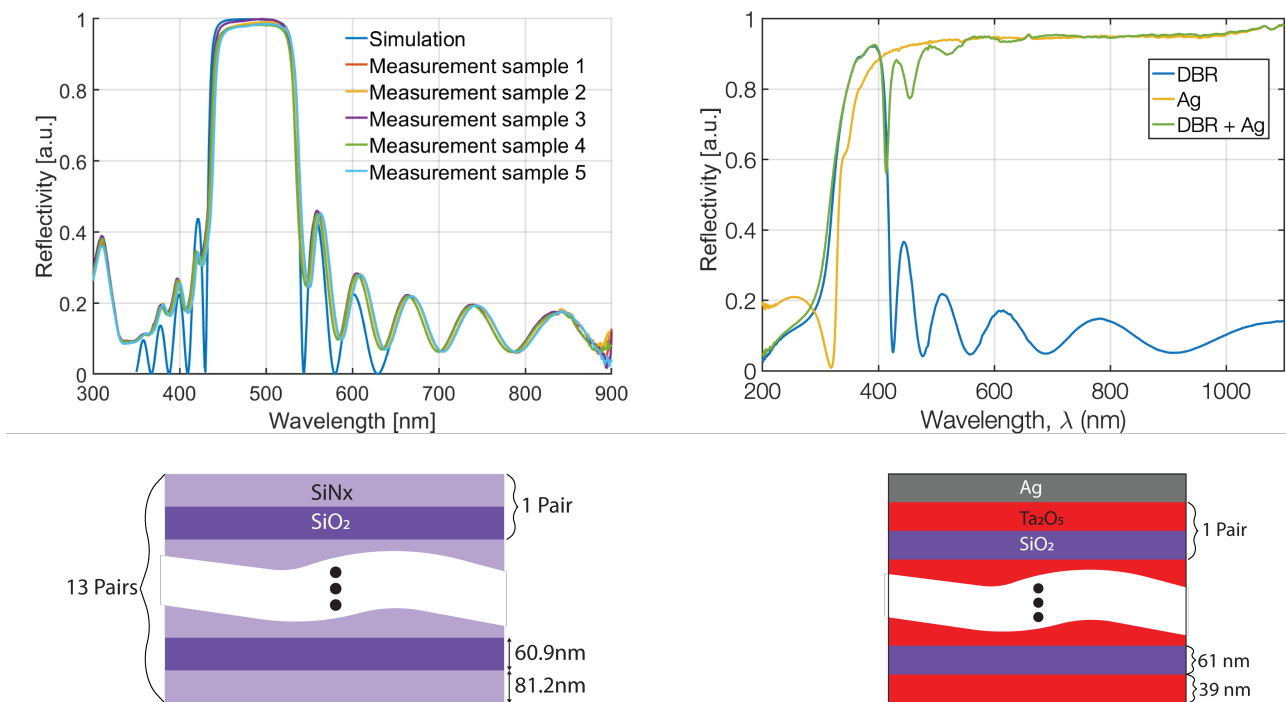 1
0.8
0.6
0.4
0.2
0
300
400
500
600
700
800
900
Reflectivity [a.u.]
Wavelength [nm]
Simulation
Measurement sample 1
Measurement sample 2
Measurement sample 3
Measurement sample 4
Measurement sample 5
1
0.8
0.6
0.4
0.2
0
200
400
600
800
1000
Reflectivity [a.u.]
Wavelength, λ (nm)
DBR
Ag
DBR + Ag
SiNx
SiO₂
1 Pair
13 Pairs
60.9nm
81.2nm
Ag
Ta₂O₅
SiO₂
1 Pair
61 nm
39 nm